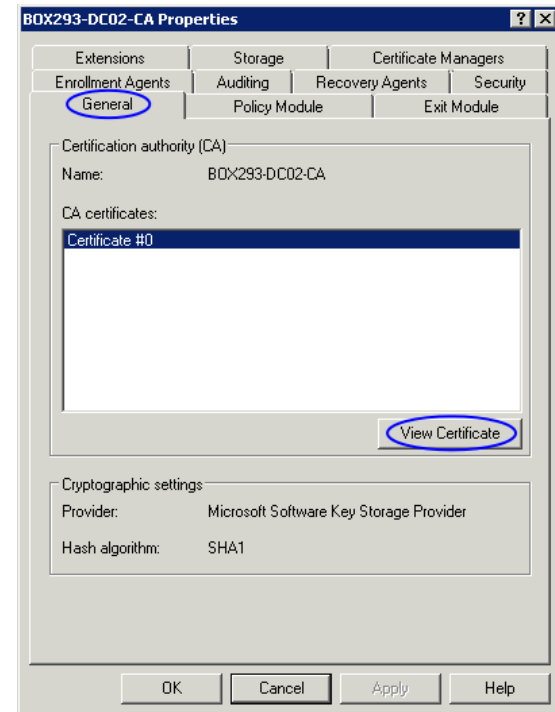 BOX293-DC02-CA Properties
Extensions Storage Certificate Managers
Enrollment Agents Auditing Recovery Agents Security
General Policy Module Exit Module
Certification authority (CA)
Name: BOX293-DC02-CA
CA certificates:
Certificate #0
View Certificate
Cryptographic settings
Provider: Microsoft Software Key Storage Provider
Hash algorithm: SHA1
OK Cancel Apply Help